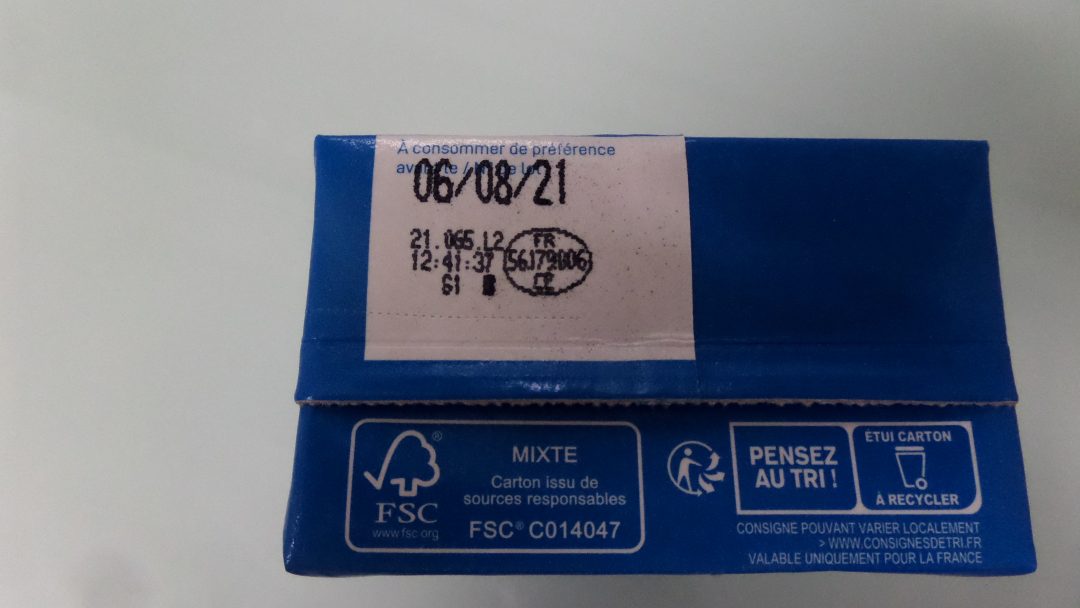 À consommer de préférence
06/08/21
21.065.L2
12:41:37
61
FR
CE
FSC
®
www.fsc.org
MIXTE
Carton issu de
sources responsables
FSC® C014047
PENSEZ
AU TRI !
ÉTUI CARTON
À RECYCLER
CONSIGNE POUVANT VARIER LOCALEMENT
> WWW.CONSIGNESDETRI.FR
VALABLE UNIQUEMENT POUR LA FRANCE